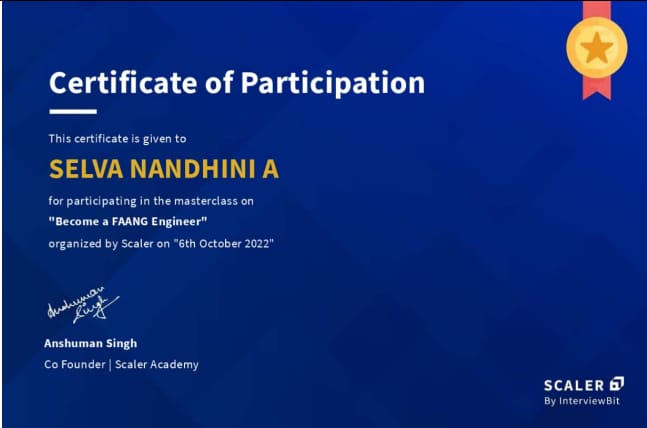 Certificate of Participation
This certificate is given to
SELVA NANDHINI A
for participating in the masterclass on
"Become a FAANG Engineer"
organized by Scaler on "6th October 2022"
Anshuman
Singh
Anshuman Singh
Co Founder | Scaler Academy
SCALER
By InterviewBit